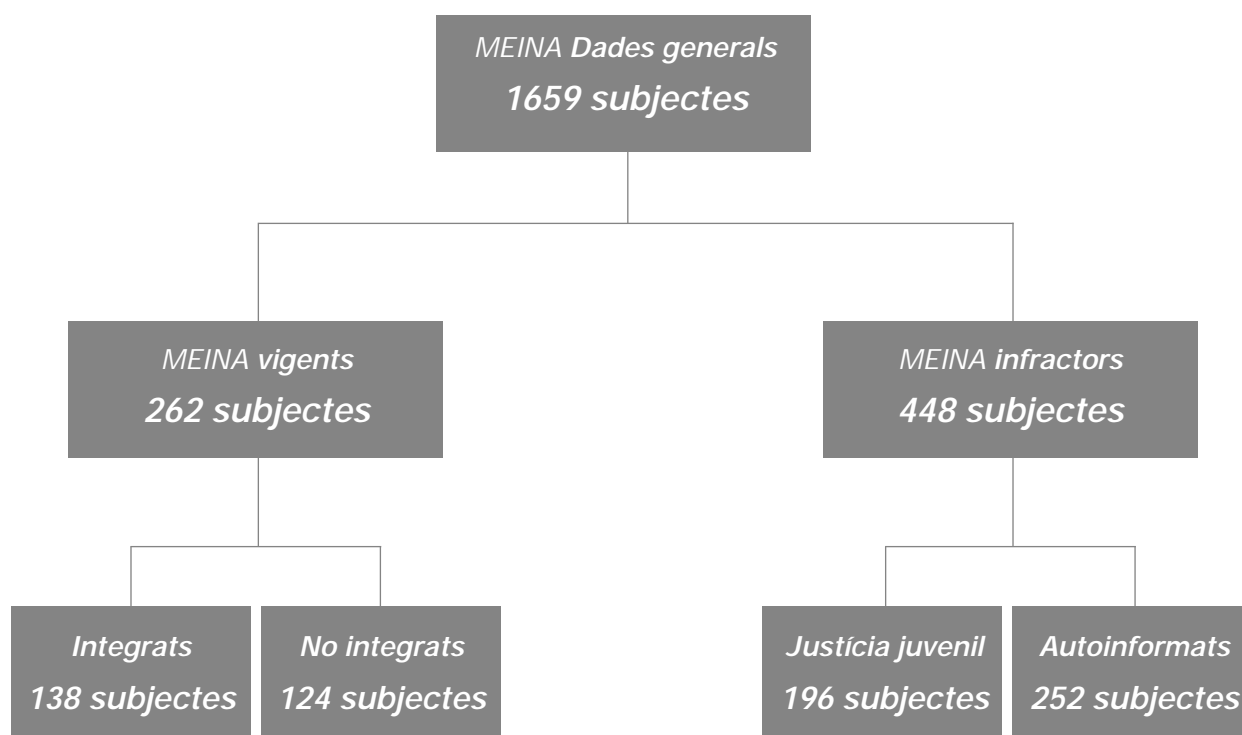 MEINA Dades generals
1659 subjectes
MEINA vigents
262 subjectes
MEINA infractors
448 subjectes
Integrats
138 subjectes
No integrats
124 subjectes
Justícia juvenil
196 subjectes
Autoinformats
252 subjectes